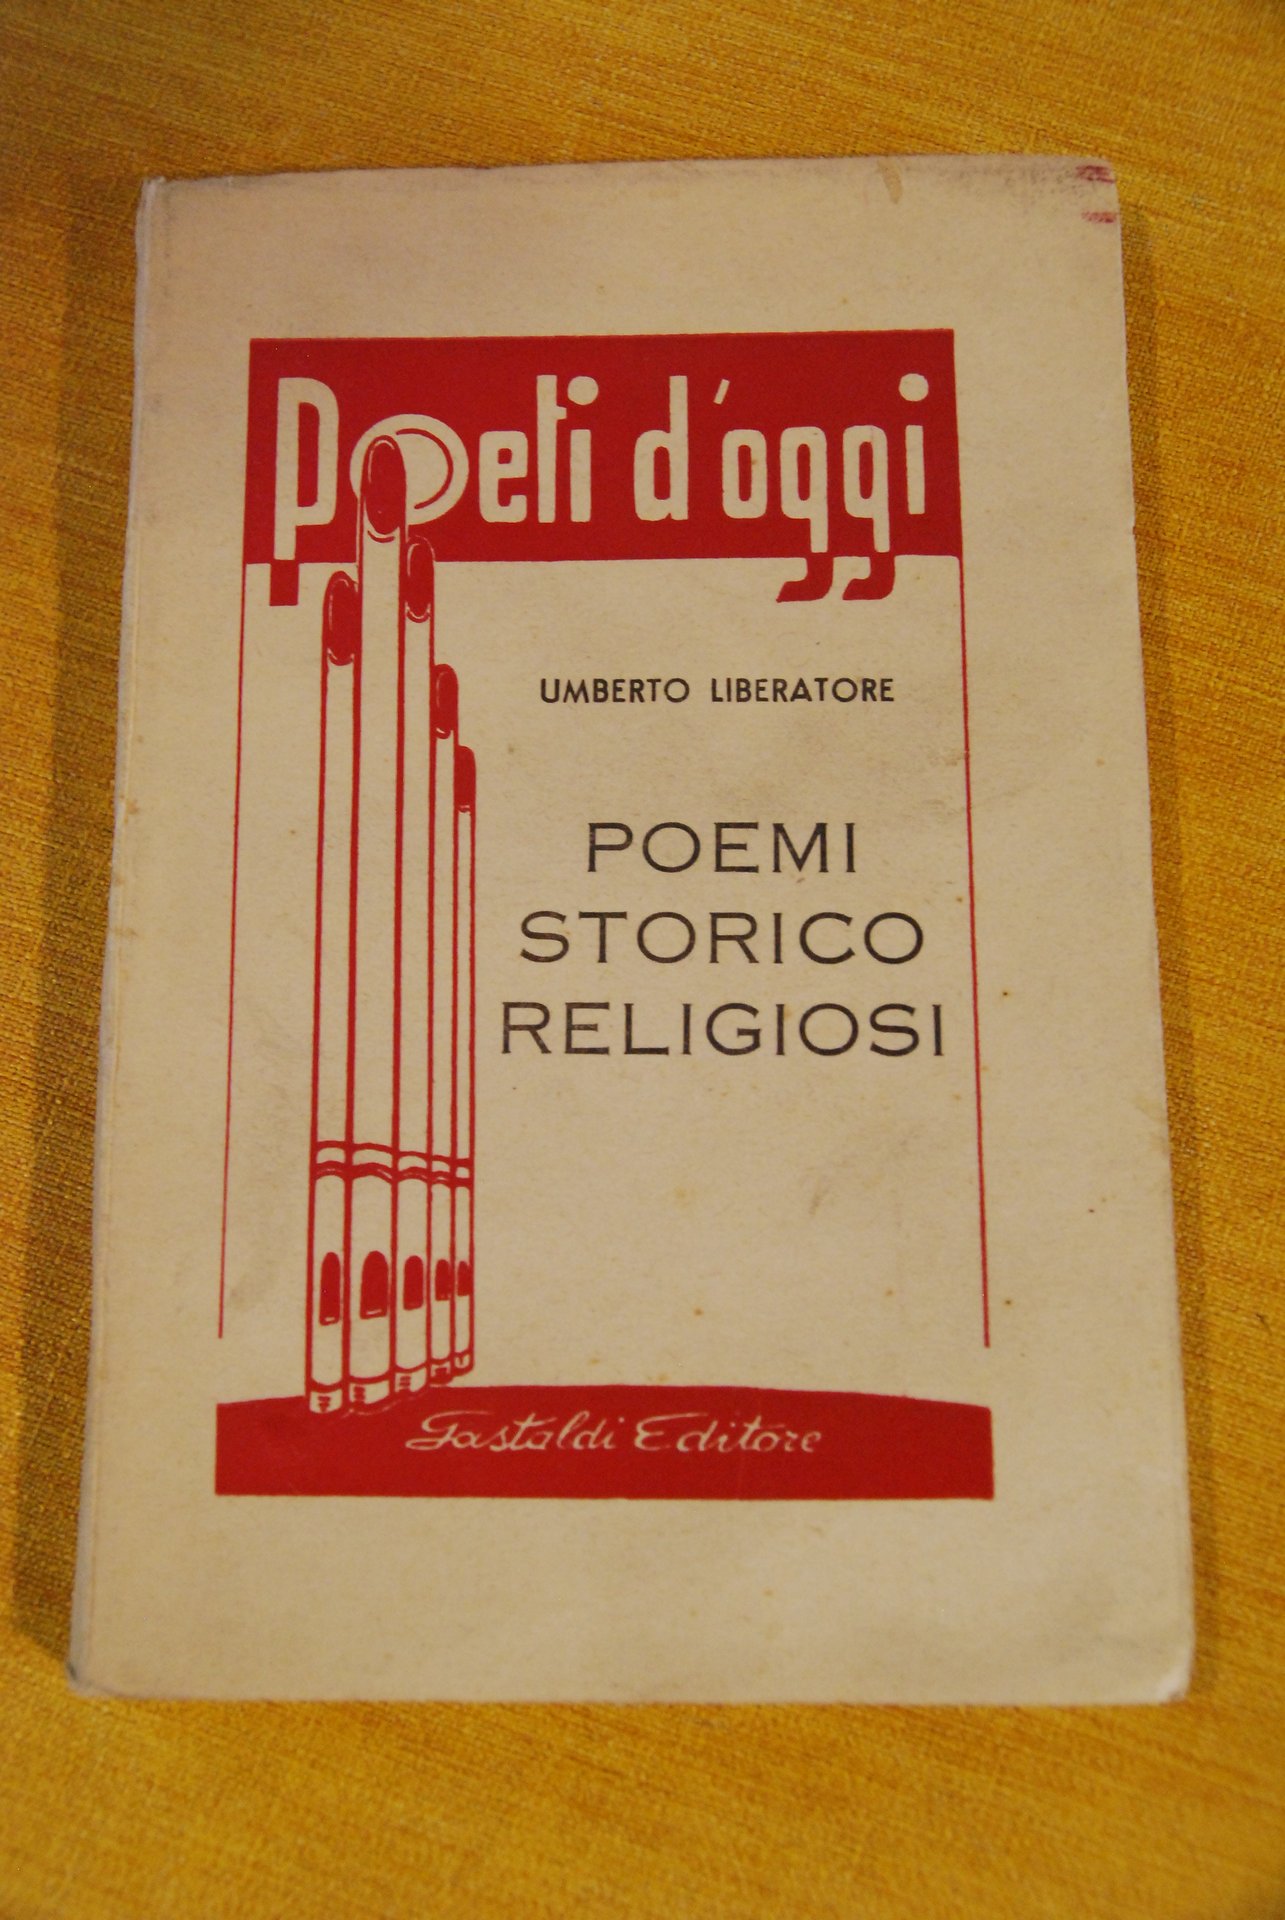 Poeti d'oggi
UMBERTO LIBERATORE
POEMI
STORICO
RELIGIOSI
Gastaldi Editore